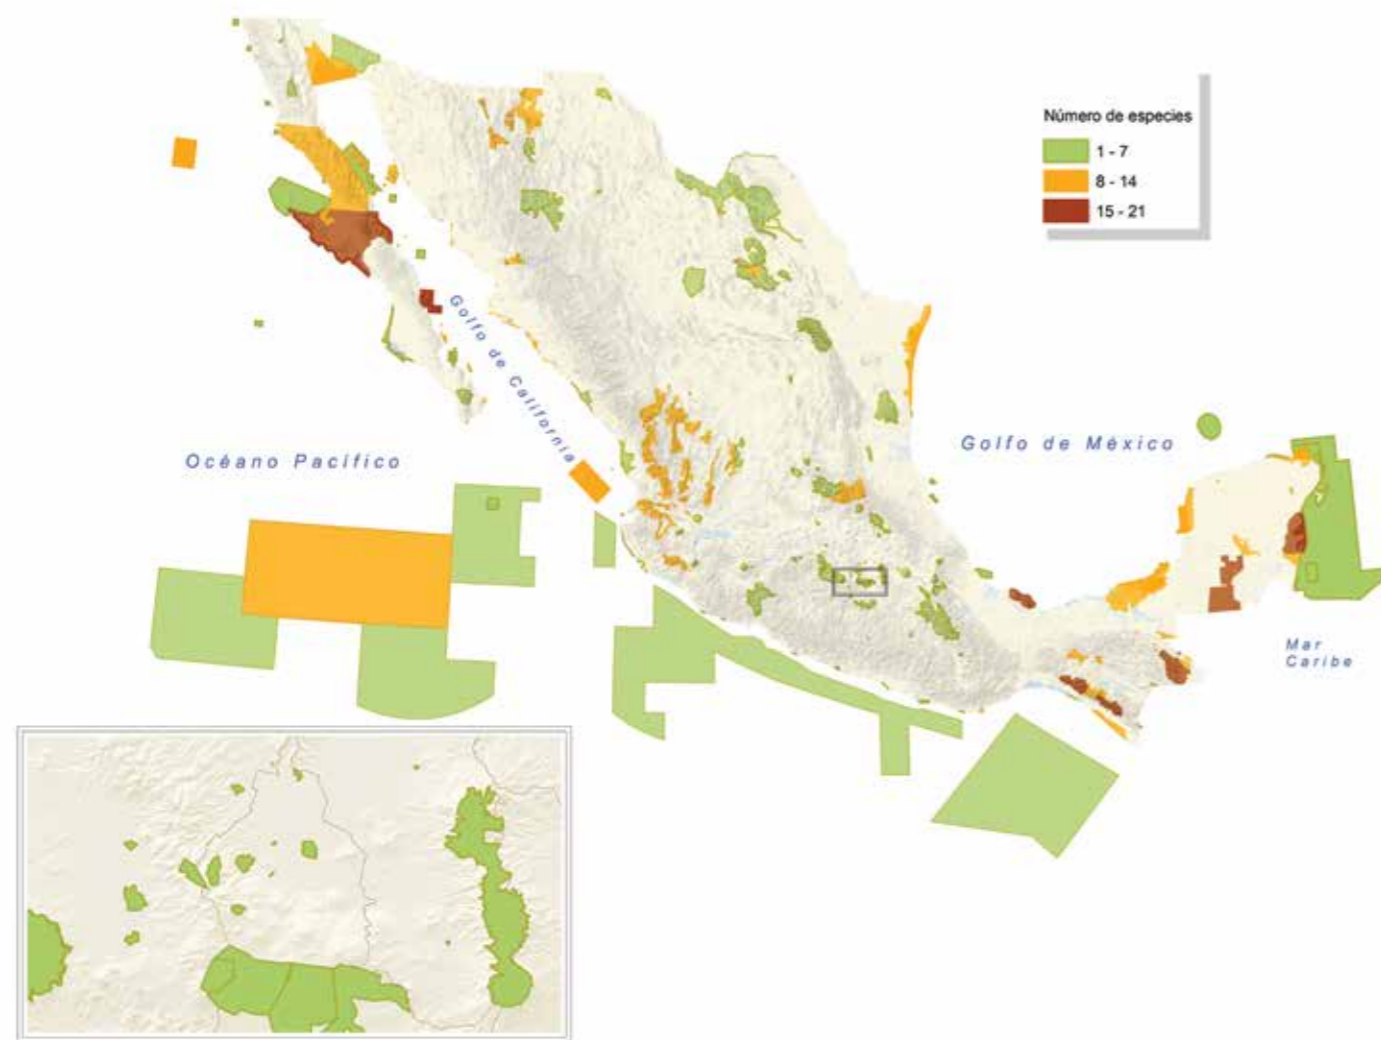 Número de especies
1 - 7
8 - 14
15 - 21
Golfo de California
Océano Pacífico
Golfo de México
Mar
Caribe